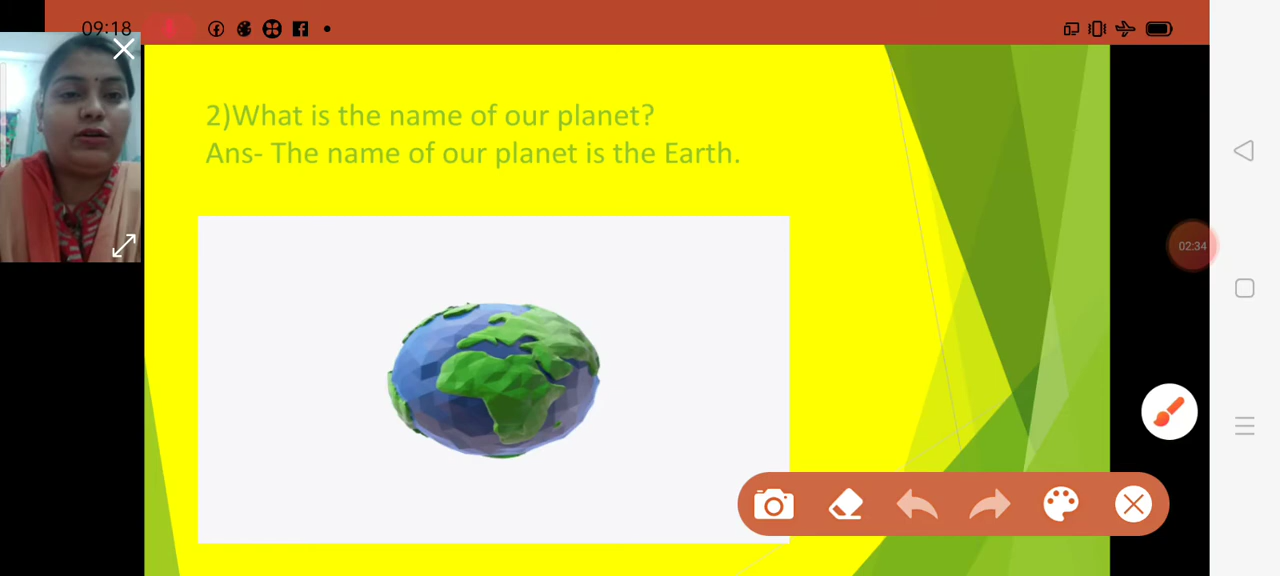 09:18
2)What is the name of our planet?
Ans- The name of our planet is the Earth.
02:34